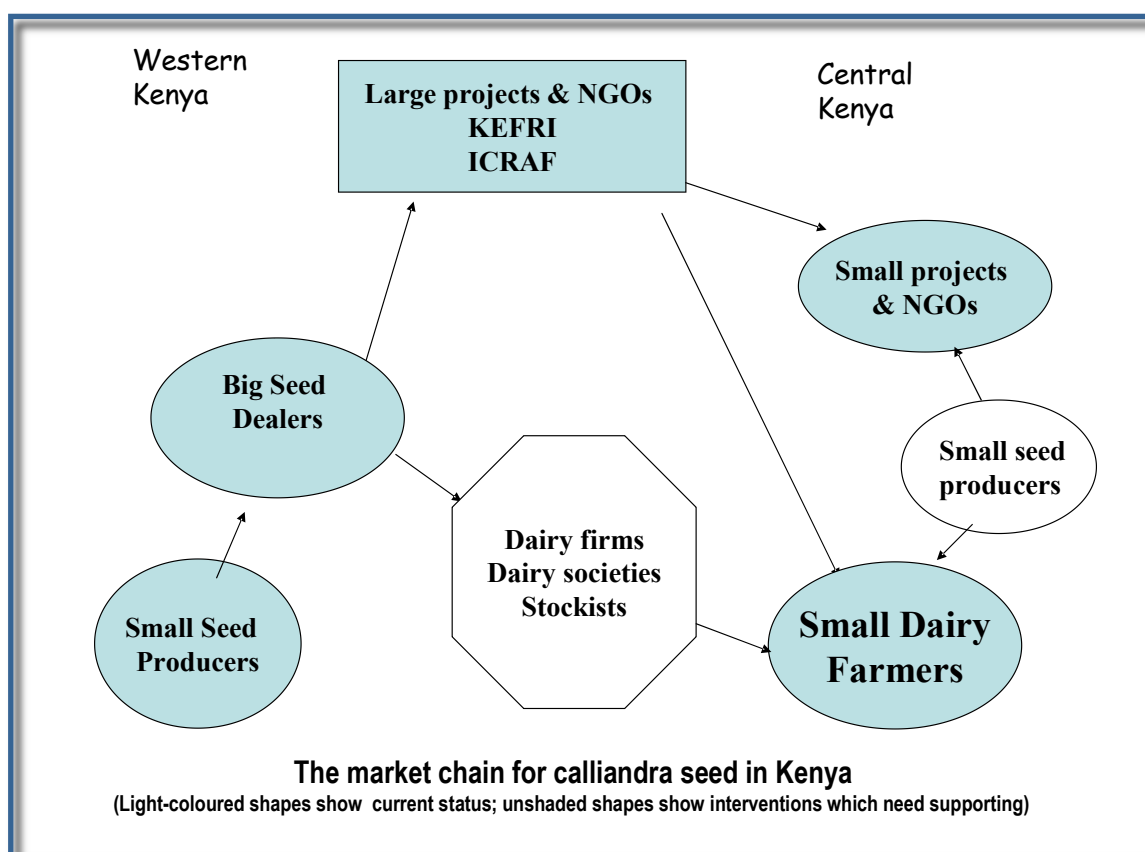 Western
Kenya
Large projects & NGOs
KEFRI
ICRAF
Central
Kenya
Small projects
& NGOs
Big Seed
Dealers
Small seed
producers
Dairy firms
Dairy societies
Stockists
Small Seed
Producers
Small Dairy
Farmers
The market chain for calliandra seed in Kenya
(Light-coloured shapes show current status; unshaded shapes show interventions which need supporting)